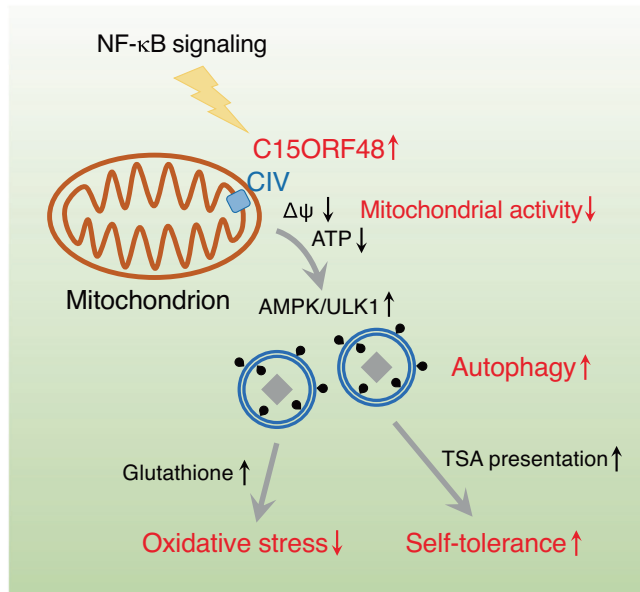 NF-κB signaling
C15ORF48↑
CIV
Δψ↓ Mitochondrial activity↓
ATP↓
Mitochondrion
AMPK/ULK1↑
Autophagy↑
Glutathione↑
TSA presentation↑
Oxidative stress↓
Self-tolerance↑